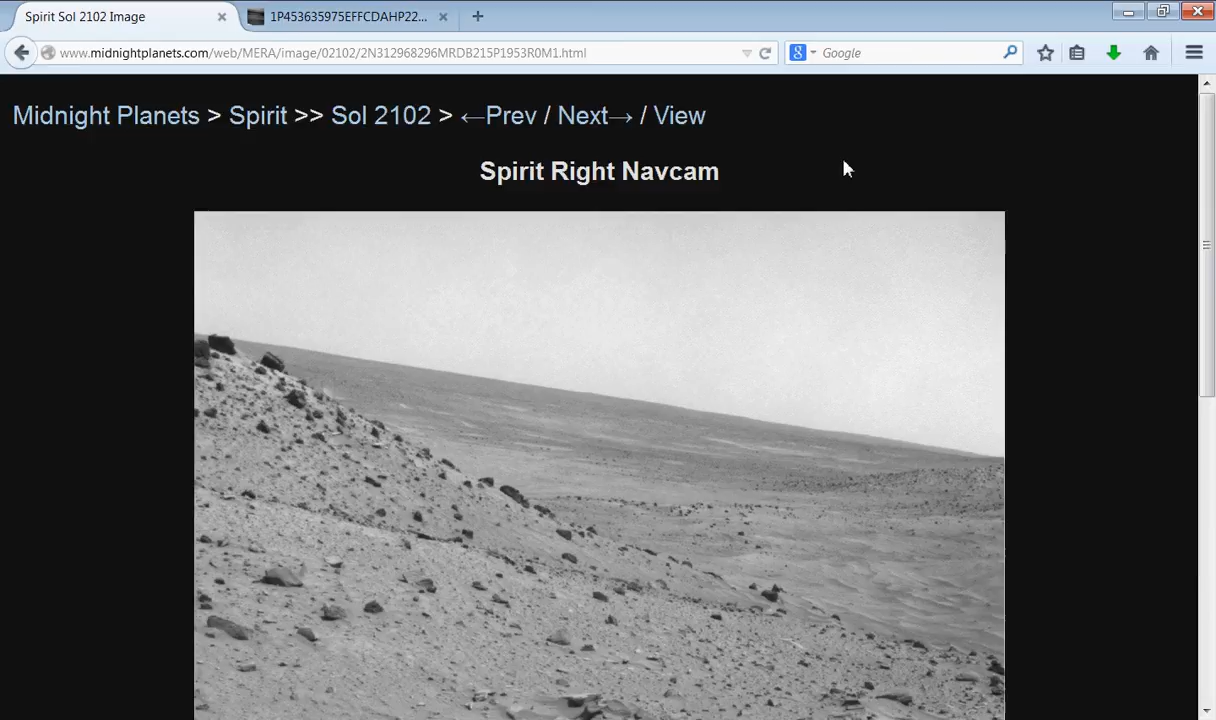 Spirit Sol 2102 Image
1P453635975EFFCDAHP22...
www.midnightplanets.com/web/MERA/image/02102/2N312968296MRDB215P1953R0M1.html
Google
Midnight Planets > Spirit >> Sol 2102 > ←Prev / Next→ / View
Spirit Right Navcam